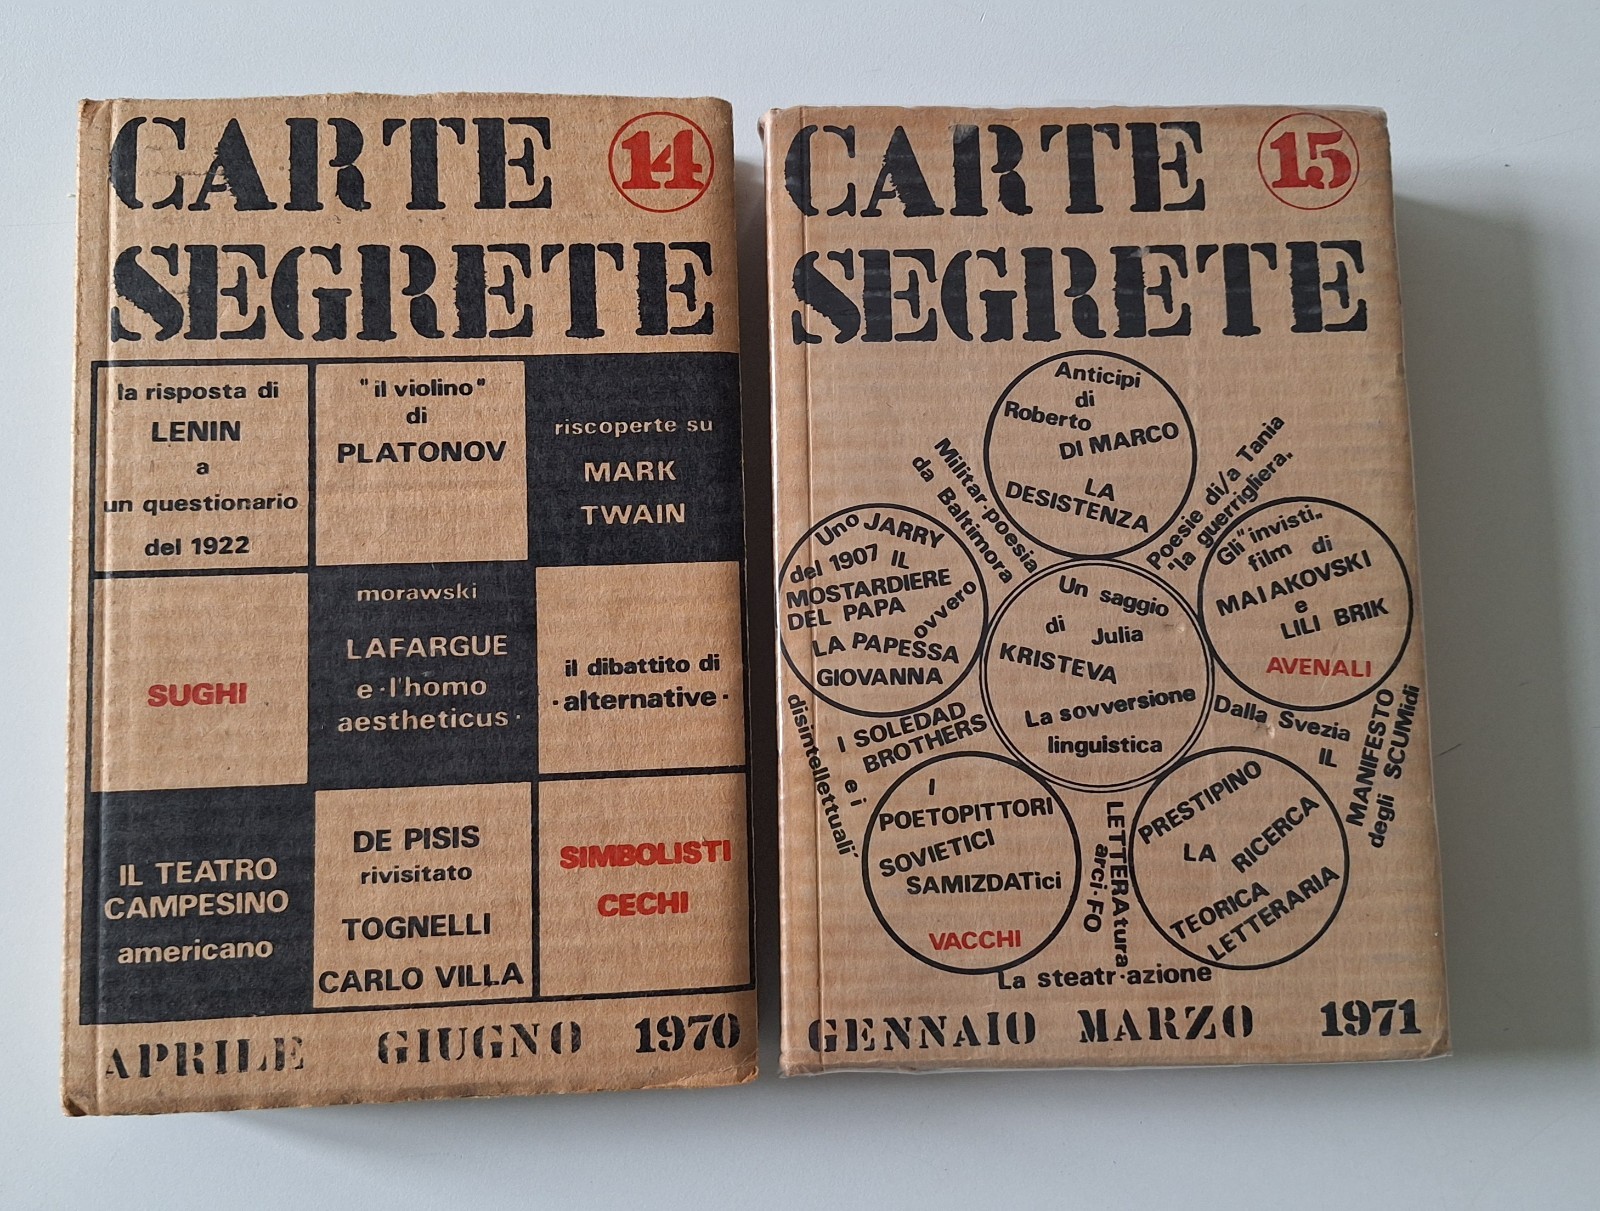 CARTE 14
SEGRETE
la risposta di
LENIN
a
un questionario
del 1922
"il violino"
di
PLATONOV
riscoperte su
MARK
TWAIN
SUGHI
morawski
LAFARGUE
e·l'homo
aestheticus·
il dibattito di
·alternative·
IL TEATRO
CAMPESINO
americano
DE PISIS
rivisitato
TOGNELLI
CARLO VILLA
SIMBOLISTI
CECHI
APRILE GIUGNO 1970
CARTE 15
SEGRETE
Anticipi
di
Roberto
DI MARCO
LA
DESISTENZA
Militar·poesia
da Baltimora
Poesie di/a Tania
"la guerrigliera"
Uno JARRY
del 1907 IL
MOSTARDIERE
DEL PAPA
ovvero
LA PAPESSA
GIOVANNA
Un saggio
di Julia
KRISTEVA
La sovversione
linguistica
Gli "invisti"
film di
MAIAKOVSKI
e
LILI BRIK
AVENALI
I SOLEDAD
BROTHERS
e i
disintellettuali
Dalla Svezia
IL
MANIFESTO
degli SCUMidi
I
POETOPITTORI
SOVIETICI
SAMIZDATici
VACCHI
LETTERAtura
arci·FO
PRESTIPINO
LA RICERCA
TEORICA
LETTERARIA
La steatr·azione
GENNAIO MARZO 1971